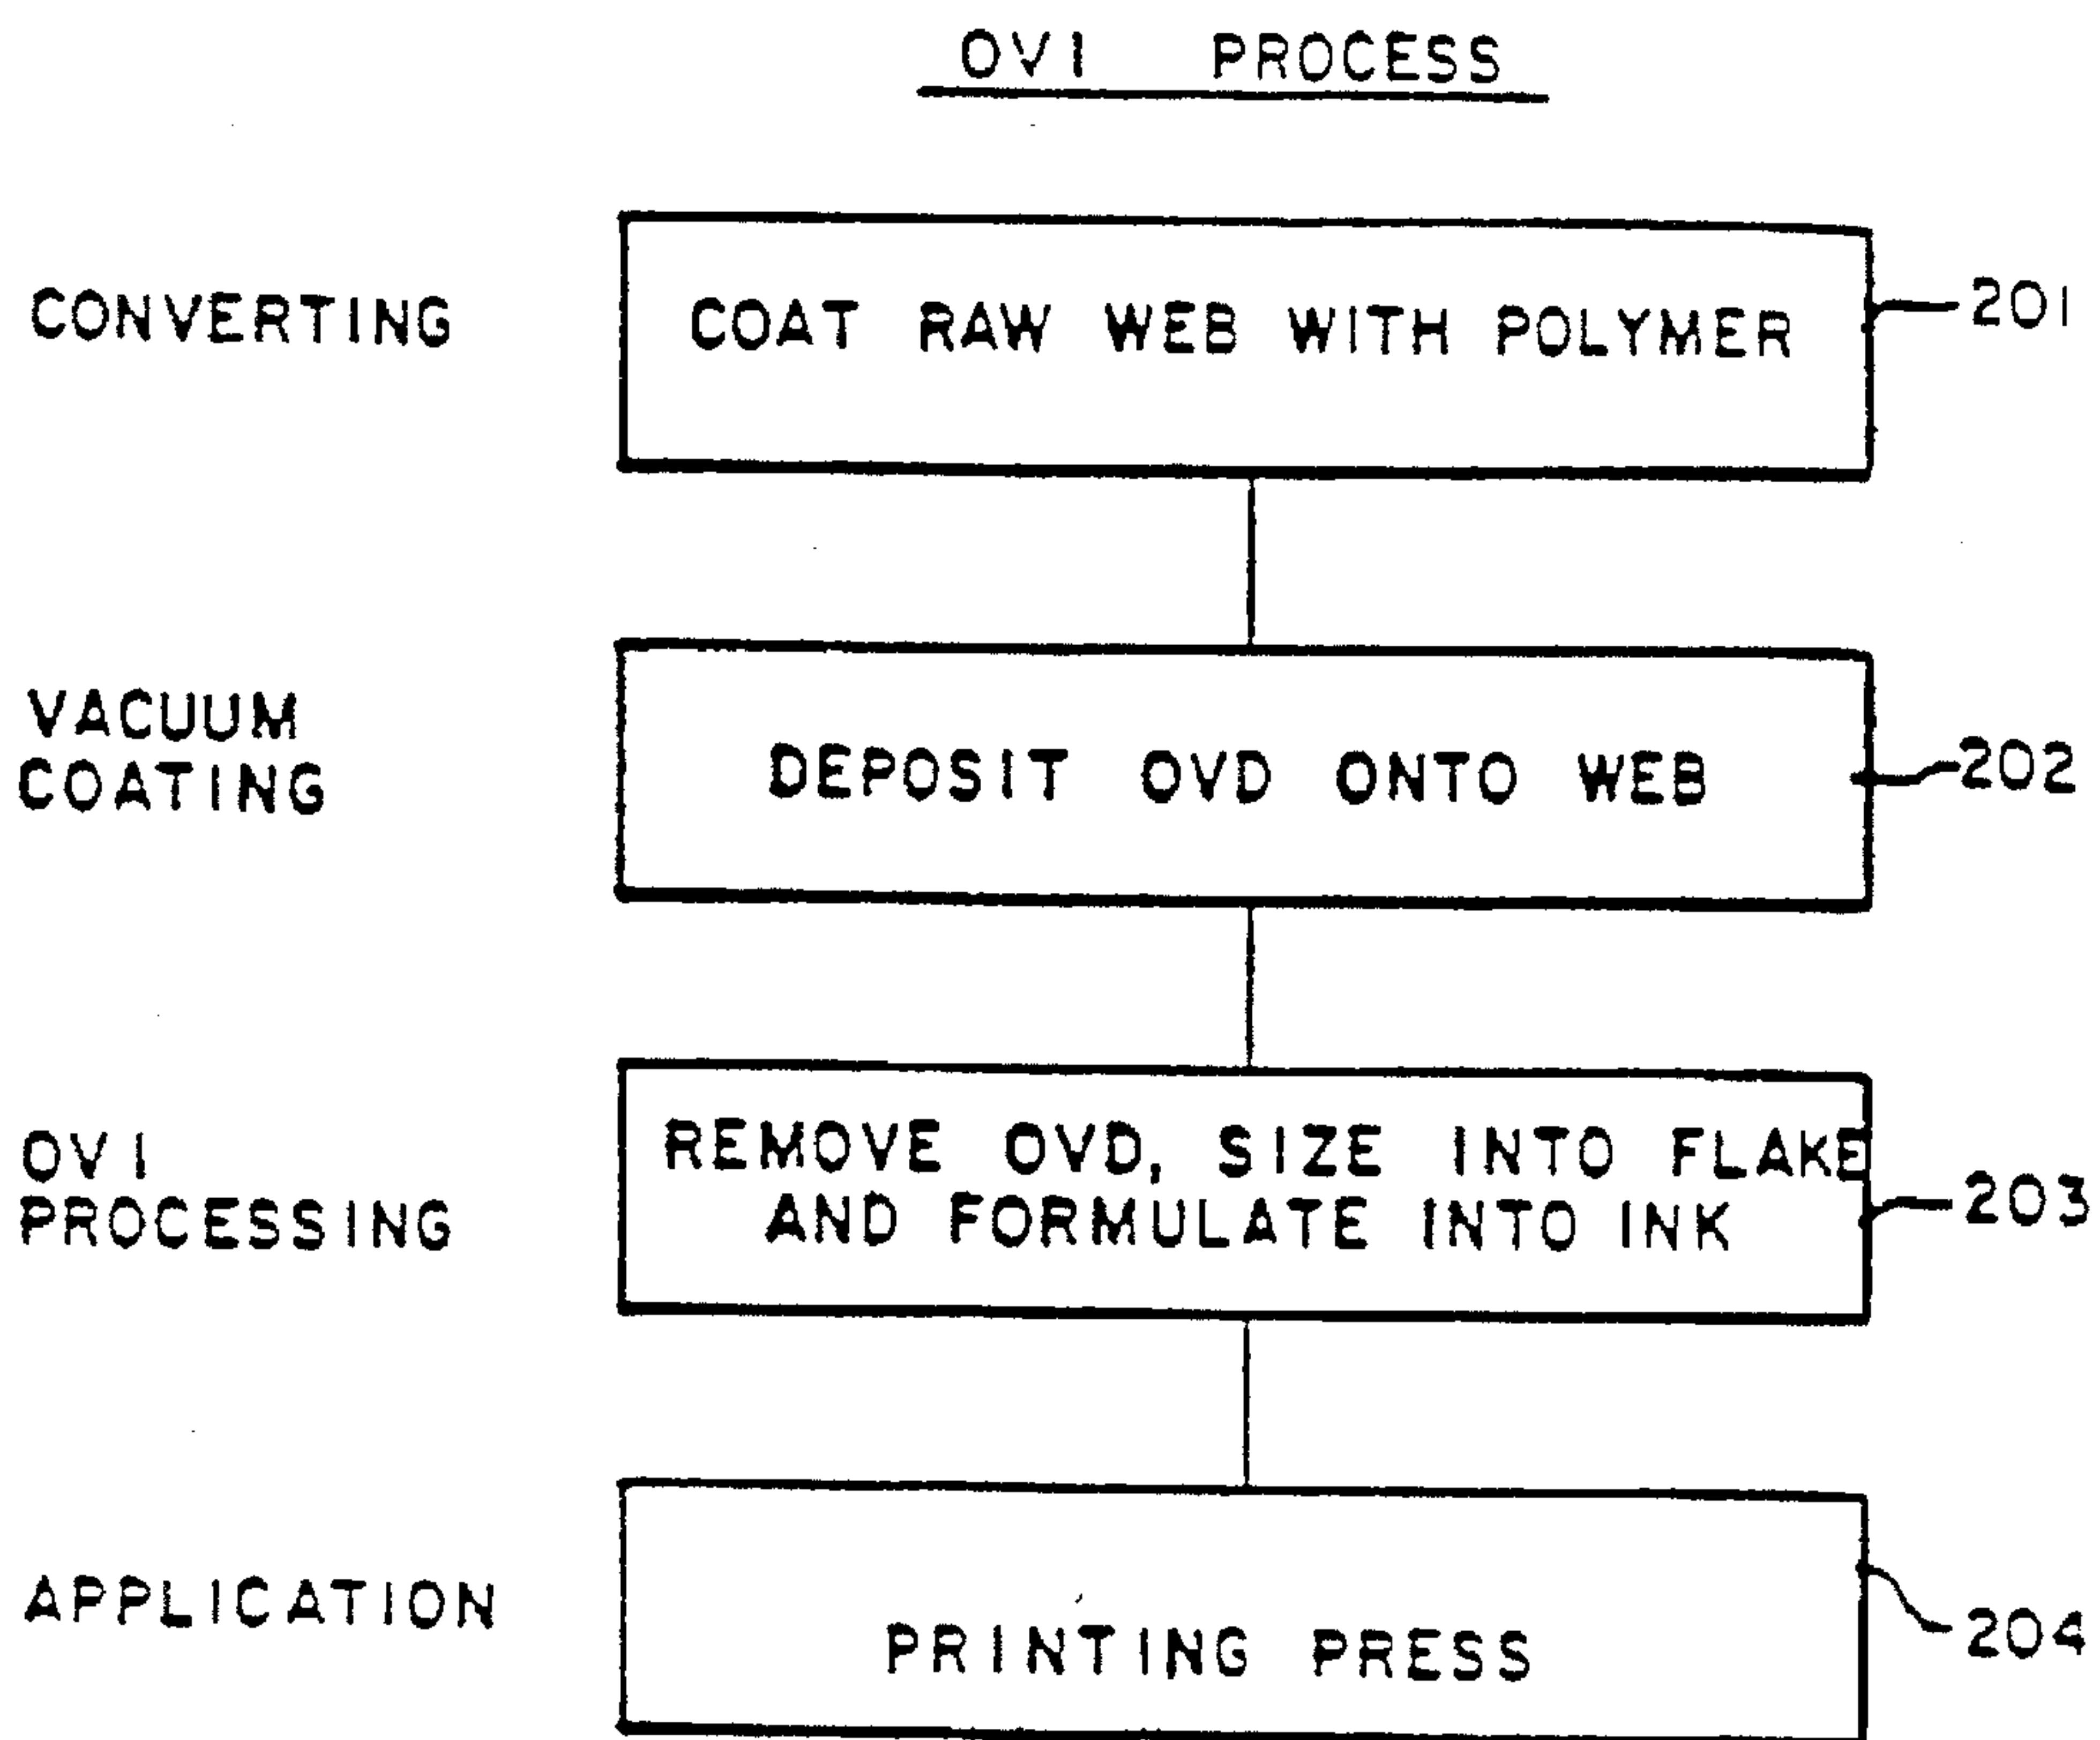 OVI PROCESS
CONVERTING
COAT RAW WEB WITH POLYMER
201
VACUUM
COATING
DEPOSIT OVD ONTO WEB
202
OVI
PROCESSING
REMOVE OVD, SIZE INTO FLAKE
AND FORMULATE INTO INK
203
APPLICATION
PRINTING PRESS
204